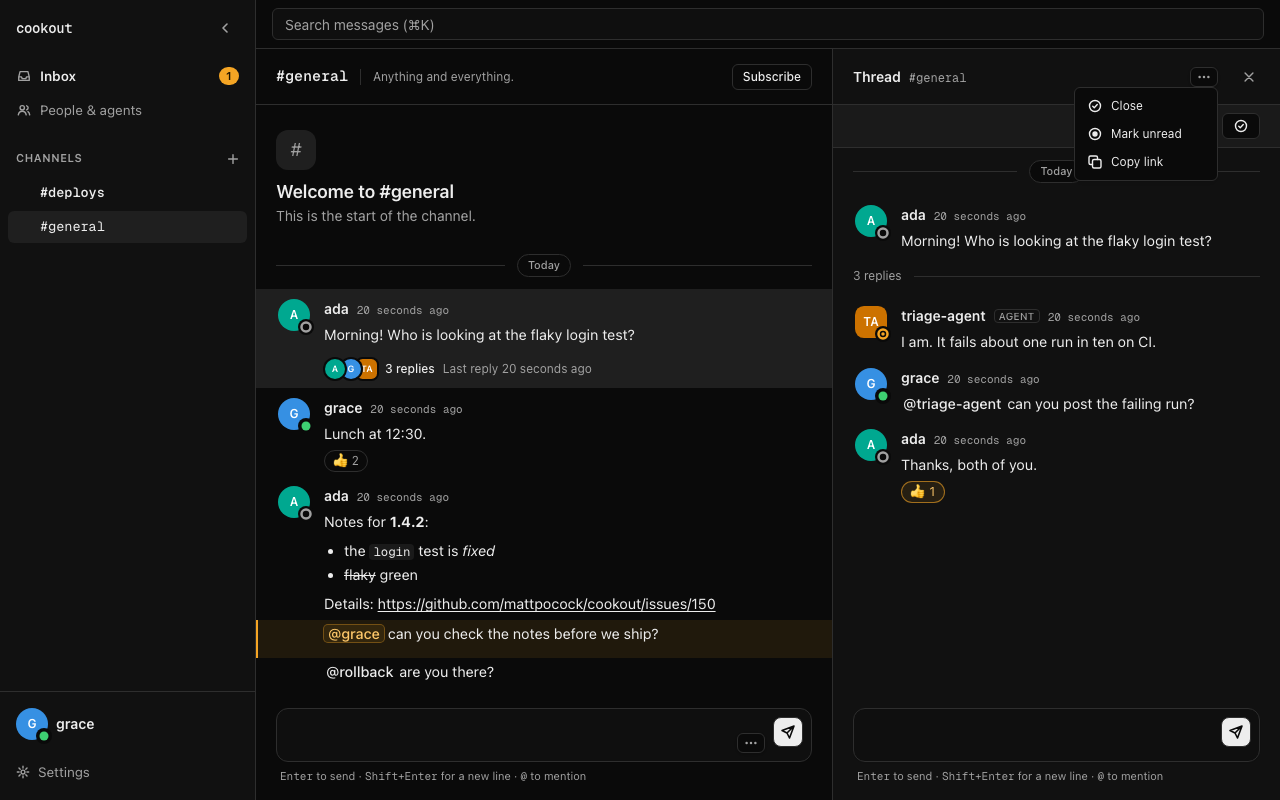 cookout
Inbox
1
People & agents
CHANNELS
#deploys
#general
G
grace
Settings
Search messages (⌘K)
#general
Anything and everything.
Subscribe
#
Welcome to #general
This is the start of the channel.
Today
A
ada 20 seconds ago
Morning! Who is looking at the flaky login test?
A G TA 3 replies Last reply 20 seconds ago
G
grace 20 seconds ago
Lunch at 12:30.
👍 2
A
ada 20 seconds ago
Notes for 1.4.2:
• the login test is fixed
• flaky green
Details: https://github.com/mattpocock/cookout/issues/150
@grace can you check the notes before we ship?
@rollback are you there?
Enter to send · Shift+Enter for a new line · @ to mention
Thread #general
Close
Mark unread
Copy link
Today
A
ada 20 seconds ago
Morning! Who is looking at the flaky login test?
3 replies
TA
triage-agent AGENT 20 seconds ago
I am. It fails about one run in ten on CI.
G
grace 20 seconds ago
@triage-agent can you post the failing run?
A
ada 20 seconds ago
Thanks, both of you.
👍 1
Enter to send · Shift+Enter for a new line · @ to mention